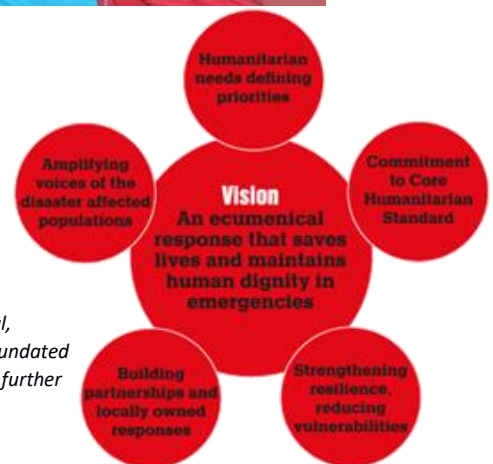 Humanitarian
needs defining
priorities
Amplifying
voices of the
disaster affected
populations
Commitment
to Core
Humanitarian
Standard
Vision
An ecumenical
response that saves
lives and maintains
human dignity in
emergencies
Building
partnerships and
locally owned
responses
Strengthening
resilience,
reducing
vulnerabilities
further